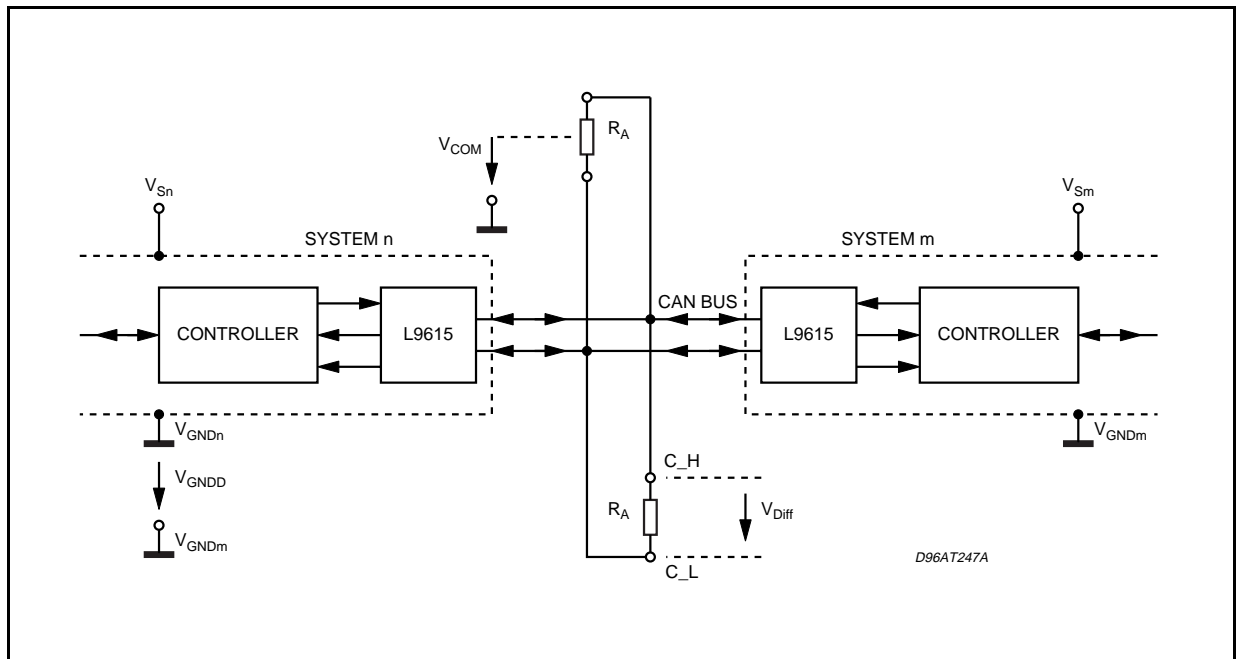 R_A
V_COM
V_Sn
V_Sm
SYSTEM n
SYSTEM m
CAN BUS
CONTROLLER
L9615
L9615
CONTROLLER
V_GNDn
V_GNDm
V_GNDD
C_H
R_A
V_Diff
V_GNDm
C_L
D96AT247A